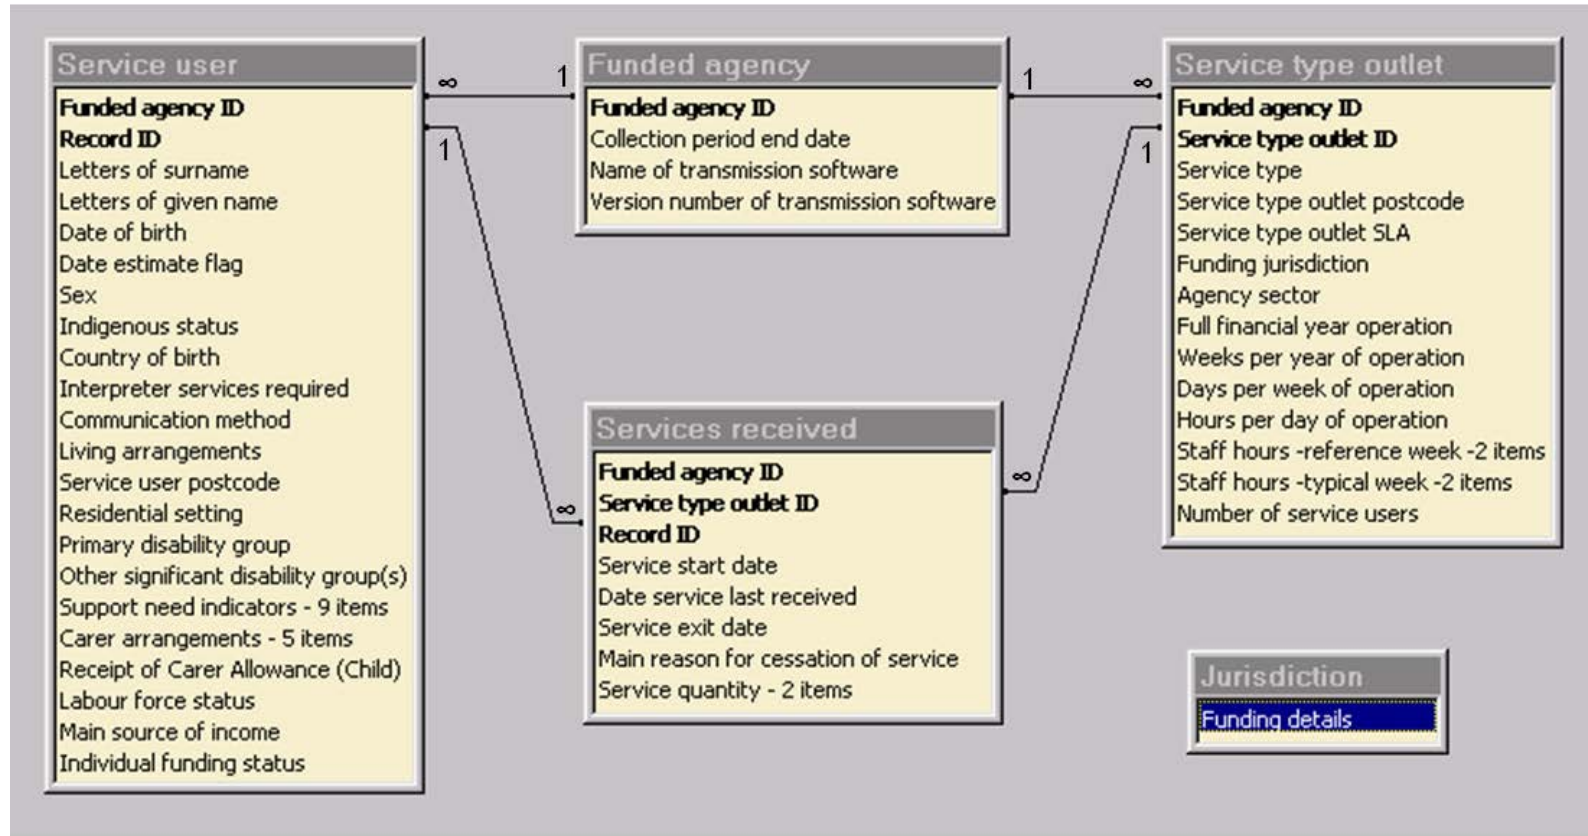 Service user
Funded agency ID
Record ID
Letters of surname
Letters of given name
Date of birth
Date estimate flag
Sex
Indigenous status
Country of birth
Interpreter services required
Communication method
Living arrangements
Service user postcode
Residential setting
Primary disability group
Other significant disability group(s)
Support need indicators - 9 items
Carer arrangements - 5 items
Receipt of Carer Allowance (Child)
Labour force status
Main source of income
Individual funding status
∞ 1
1
∞
Funded agency
Funded agency ID
Collection period end date
Name of transmission software
Version number of transmission software
Services received
Funded agency ID
Service type outlet ID
Record ID
Service start date
Date service last received
Service exit date
Main reason for cessation of service
Service quantity - 2 items
1 ∞
1
∞
Service type outlet
Funded agency ID
Service type outlet ID
Service type
Service type outlet postcode
Service type outlet SLA
Funding jurisdiction
Agency sector
Full financial year operation
Weeks per year of operation
Days per week of operation
Hours per day of operation
Staff hours -reference week -2 items
Staff hours -typical week -2 items
Number of service users
Jurisdiction
Funding details